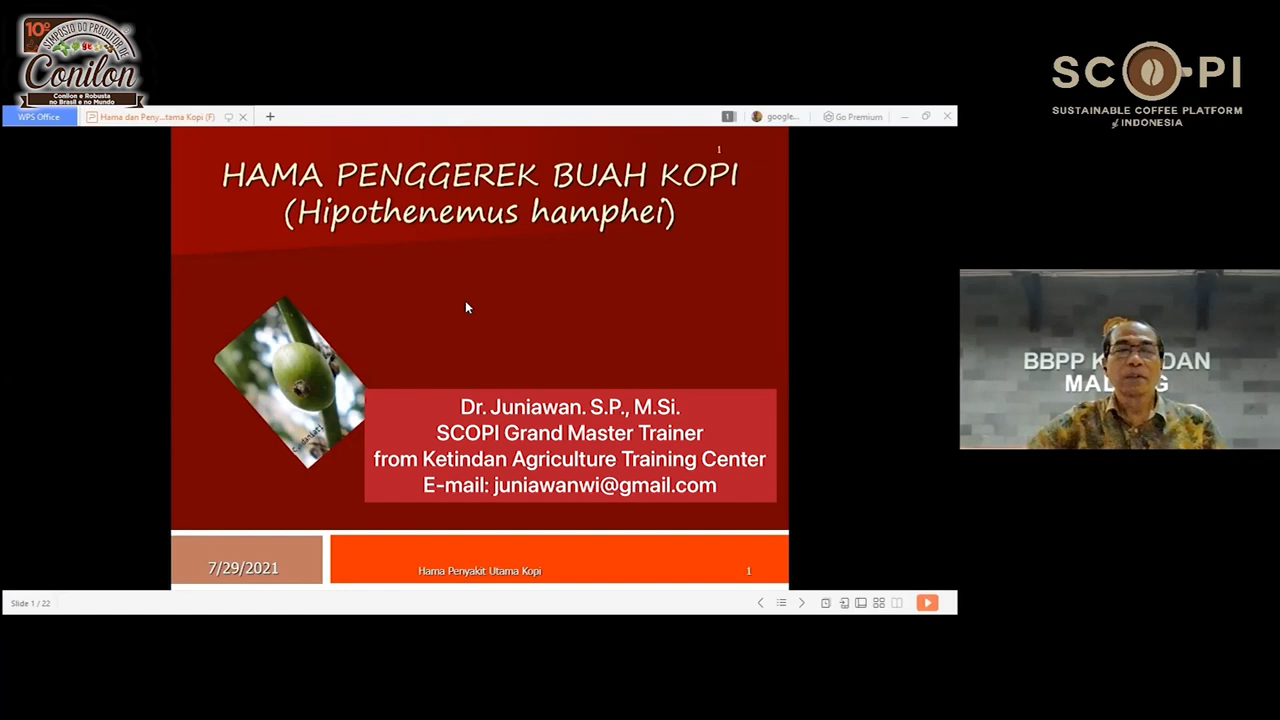 10º
SIMPÓSIO DO PRODUTOR DE
Conilon
Conilon e Robusta
no Brasil e no Mundo
SCOPI
SUSTAINABLE COFFEE PLATFORM
of INDONESIA
WPS Office
Hama dan Peny...tama Kopi (F)
1
google...
Go Premium
1
HAMA PENGGEREK BUAH KOPI
(Hipothenemus hamphei)
Dr. Juniawan. S.P., M.Si.
SCOPI Grand Master Trainer
from Ketindan Agriculture Training Center
E-mail: juniawanwi@gmail.com
BBPP K DAN
MA G
7/29/2021
Hama Penyakit Utama Kopi
1
Slide 1 / 22